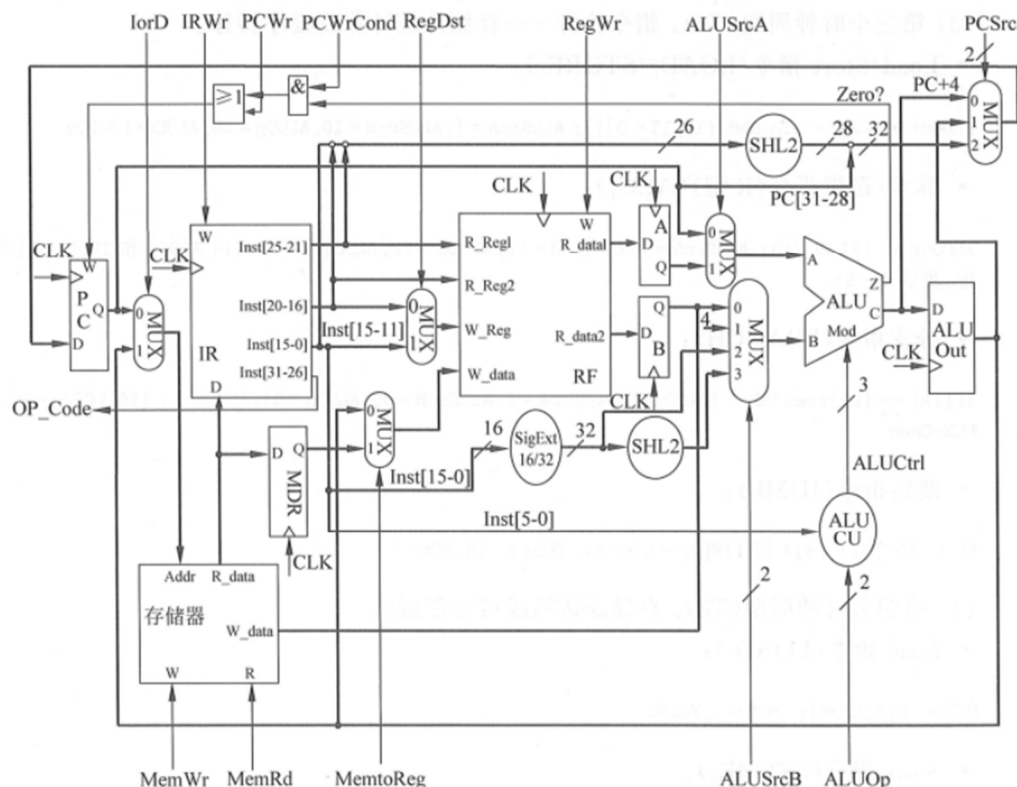 IorD
IRWr
PCWr
PCWrCond
RegDst
RegWr
ALUSrcA
PCSrc
2
≥1
&
Zero?
PC+4
0
1
2
MUX
26
SHL2
28
32
PC[31-28]
CLK
CLK
CLK
W
PC
Q
D
0
1
MUX
CLK
W
IR
D
Inst[25-21]
Inst[20-16]
Inst[15-11]
Inst[15-0]
Inst[31-26]
OP_Code
0
1
MUX
W
R_Reg1
R_Reg2
W_Reg
W_data
R_data1
R_data2
RF
A
D
Q
Q
D
B
CLK
0
1
MUX
4
0
1
2
3
MUX
A
B
ALU
Mod
Z
C
D
ALU
Out
CLK
3
ALUCtrl
0
1
MUX
D
Q
MDR
CLK
16
SigExt
16/32
32
SHL2
Inst[15-0]
Inst[5-0]
ALU
CU
2
2
Addr
R_data
存储器
W_data
W
R
MemWr
MemRd
MemtoReg
ALUSrcB
ALUOp